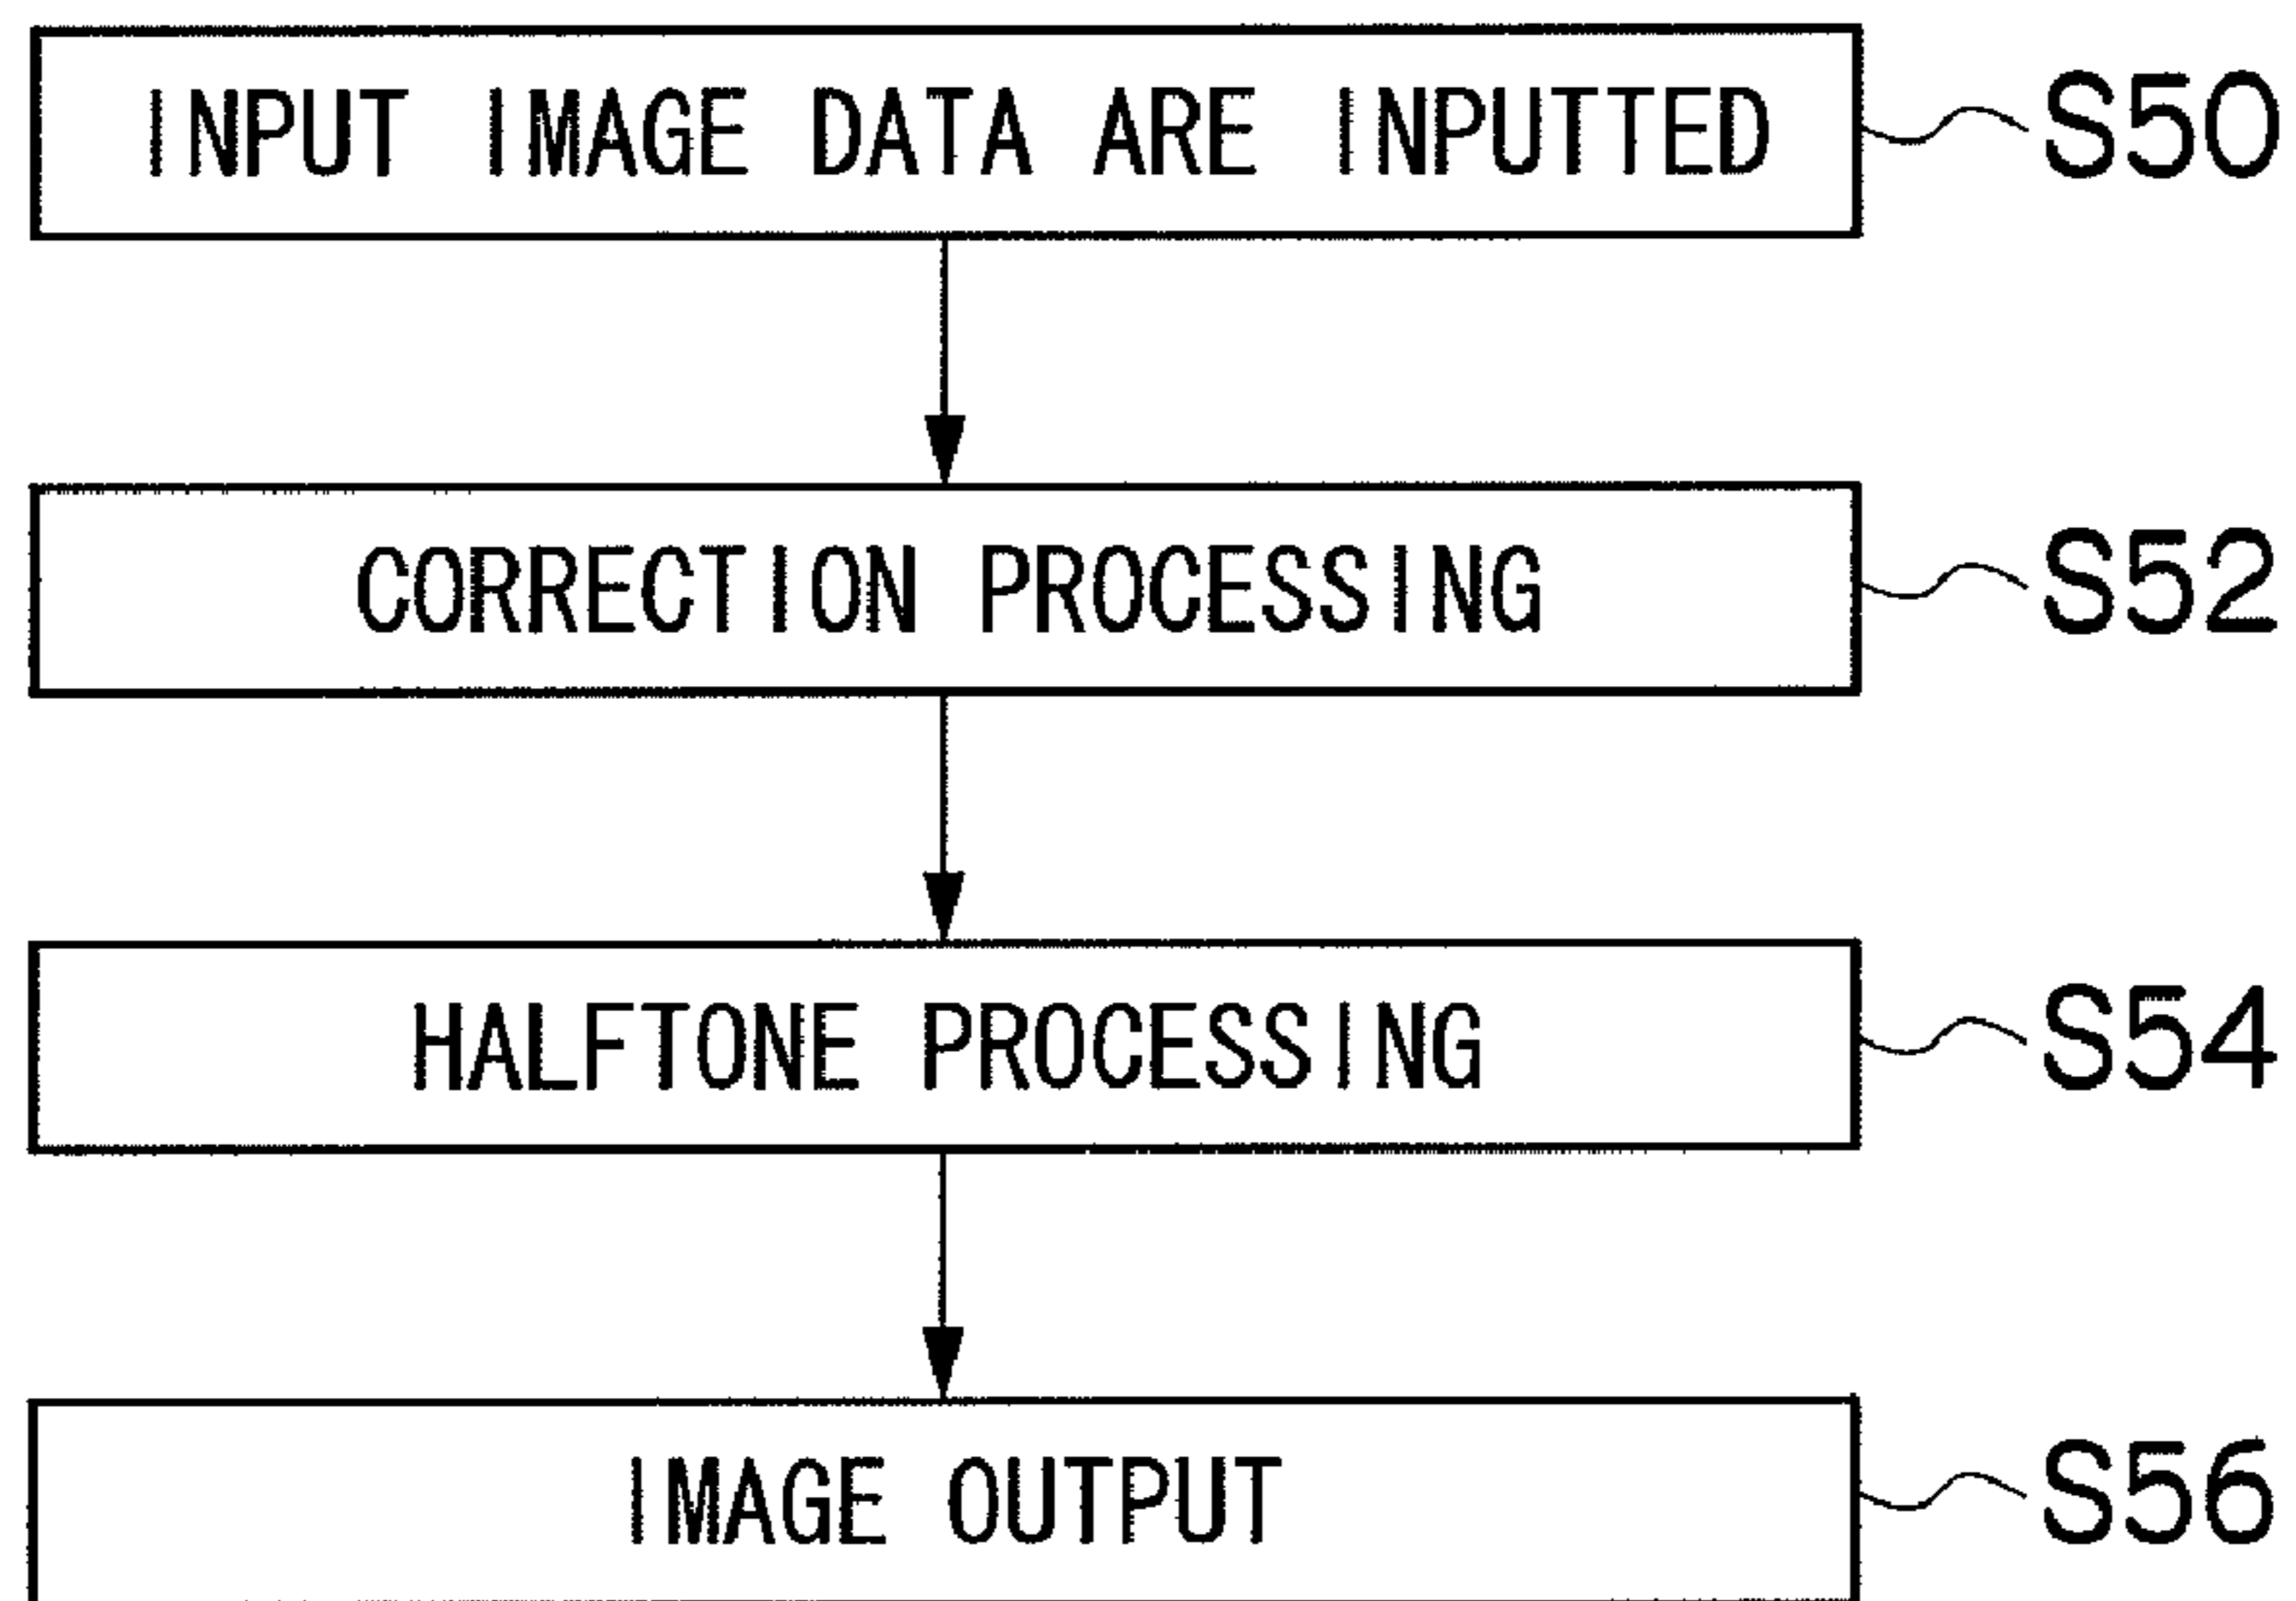 INPUT IMAGE DATA ARE INPUTTED S50
CORRECTION PROCESSING S52
HALFTONE PROCESSING S54
IMAGE OUTPUT S56